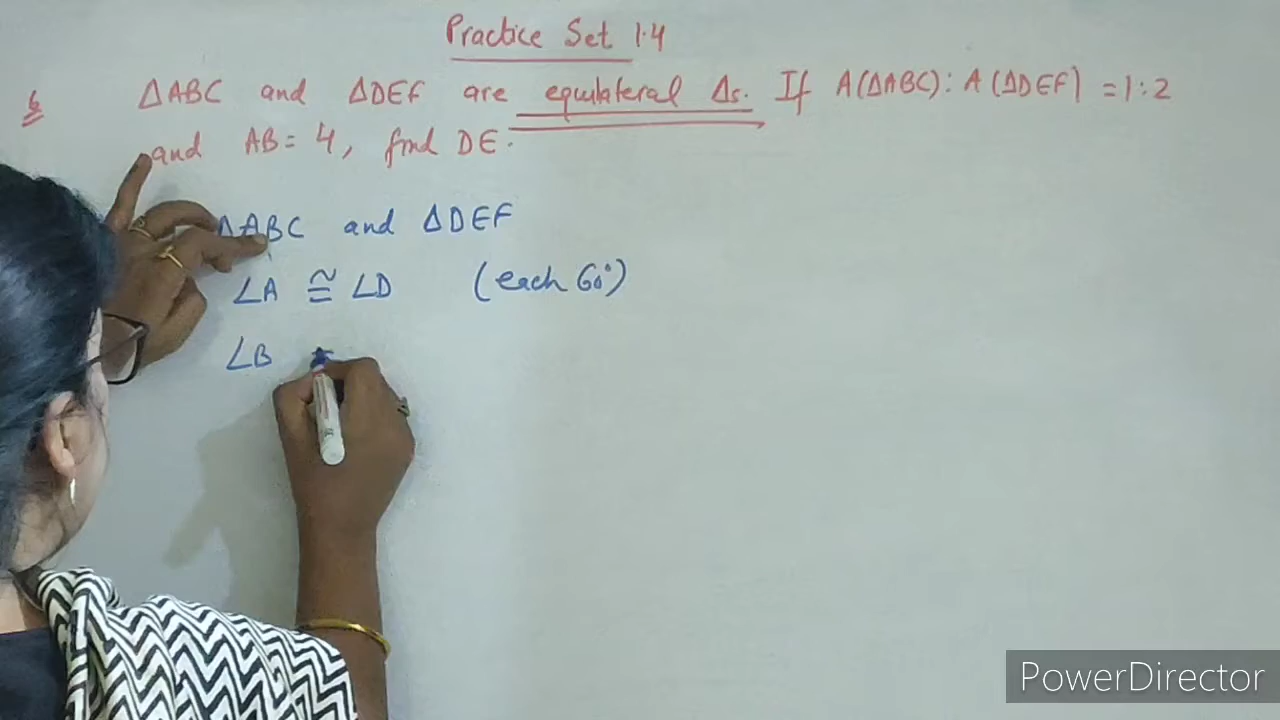 Practice Set 1.4
6 ΔABC and ΔDEF are equilateral Δs. If A(ΔABC) : A(ΔDEF) = 1:2
and AB = 4, find DE.
ΔABC and ΔDEF
∠A ≅ ∠D (each 60°)
∠B
PowerDirector